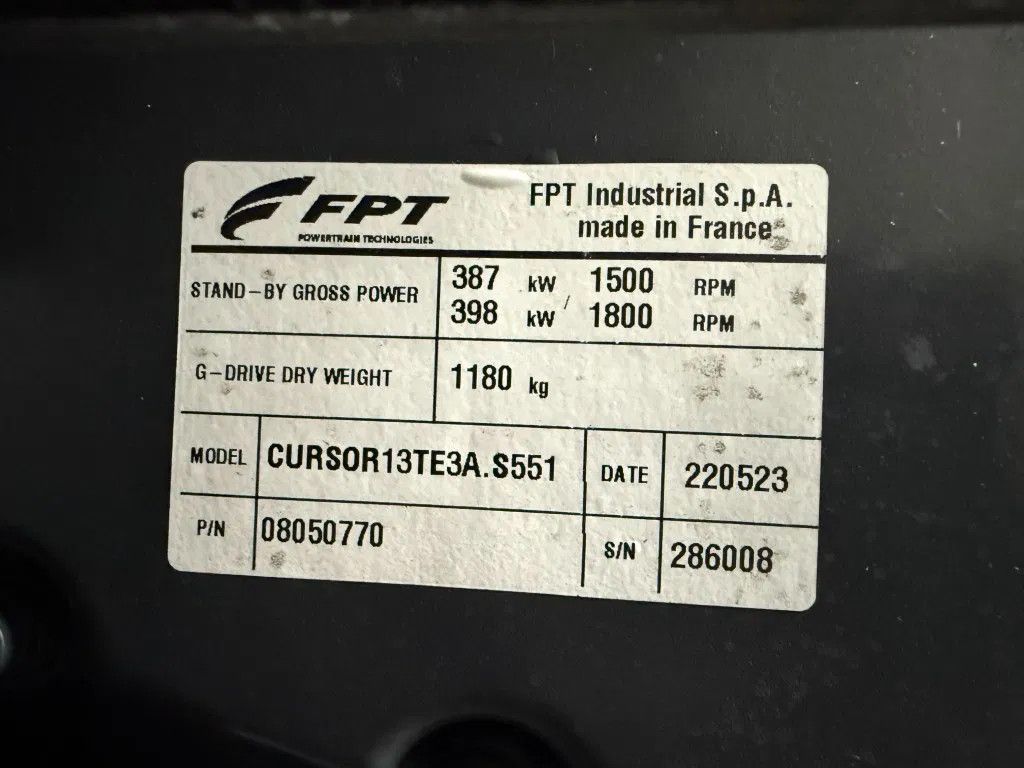 FPT
POWERTRAIN TECHNOLOGIES
FPT Industrial S.p.A.
made in France
STAND-BY GROSS POWER
387 kW / 1500 RPM
398 kW 1800 RPM
G-DRIVE DRY WEIGHT 1180 kg
MODEL CURSOR13TE3A.S551 DATE 220523
P/N 08050770 S/N 286008